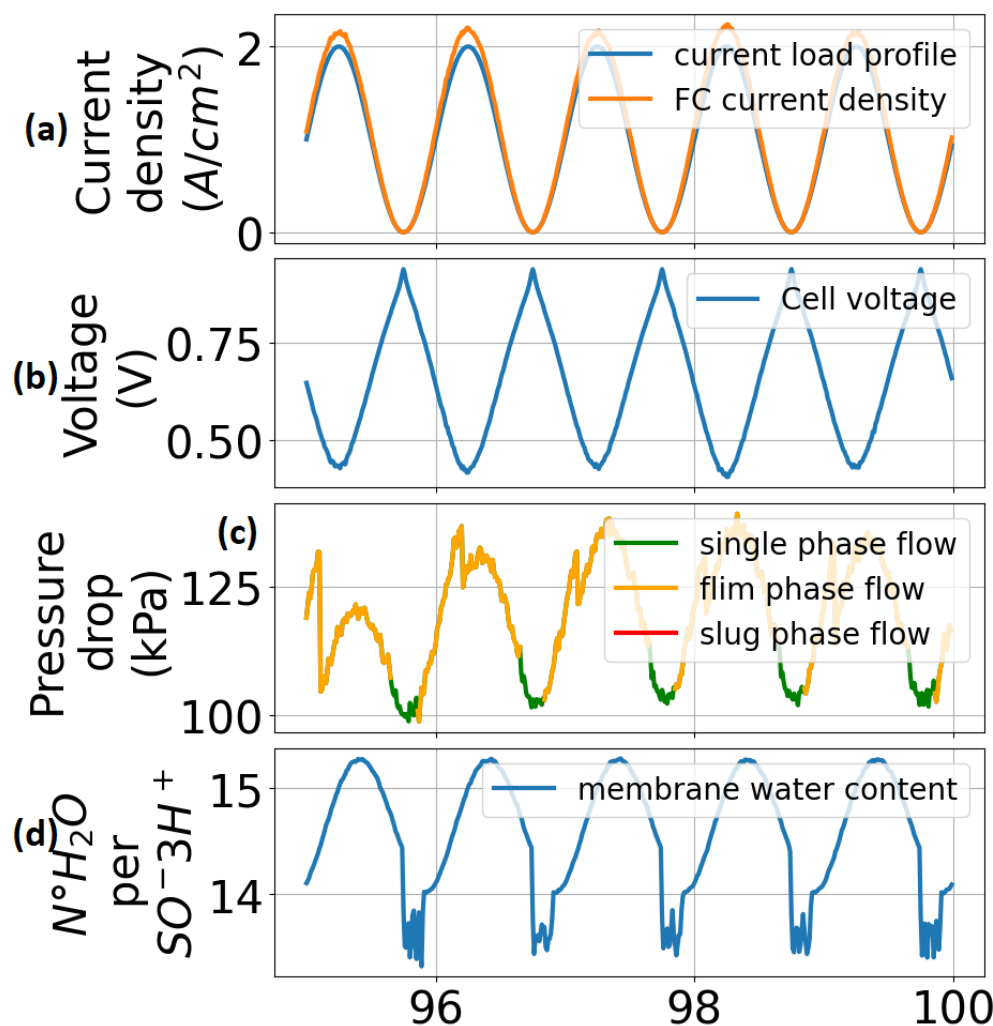 (a)
Current
density
(A/cm²)
2
0
current load profile
FC current density
(b)
Voltage
(V)
0.75
0.50
Cell voltage
(c)
Pressure
drop
(kPa)
125
100
single phase flow
flim phase flow
slug phase flow
(d)
N°H₂O
per
SO⁻3H⁺
15
14
membrane water content
96
98
100